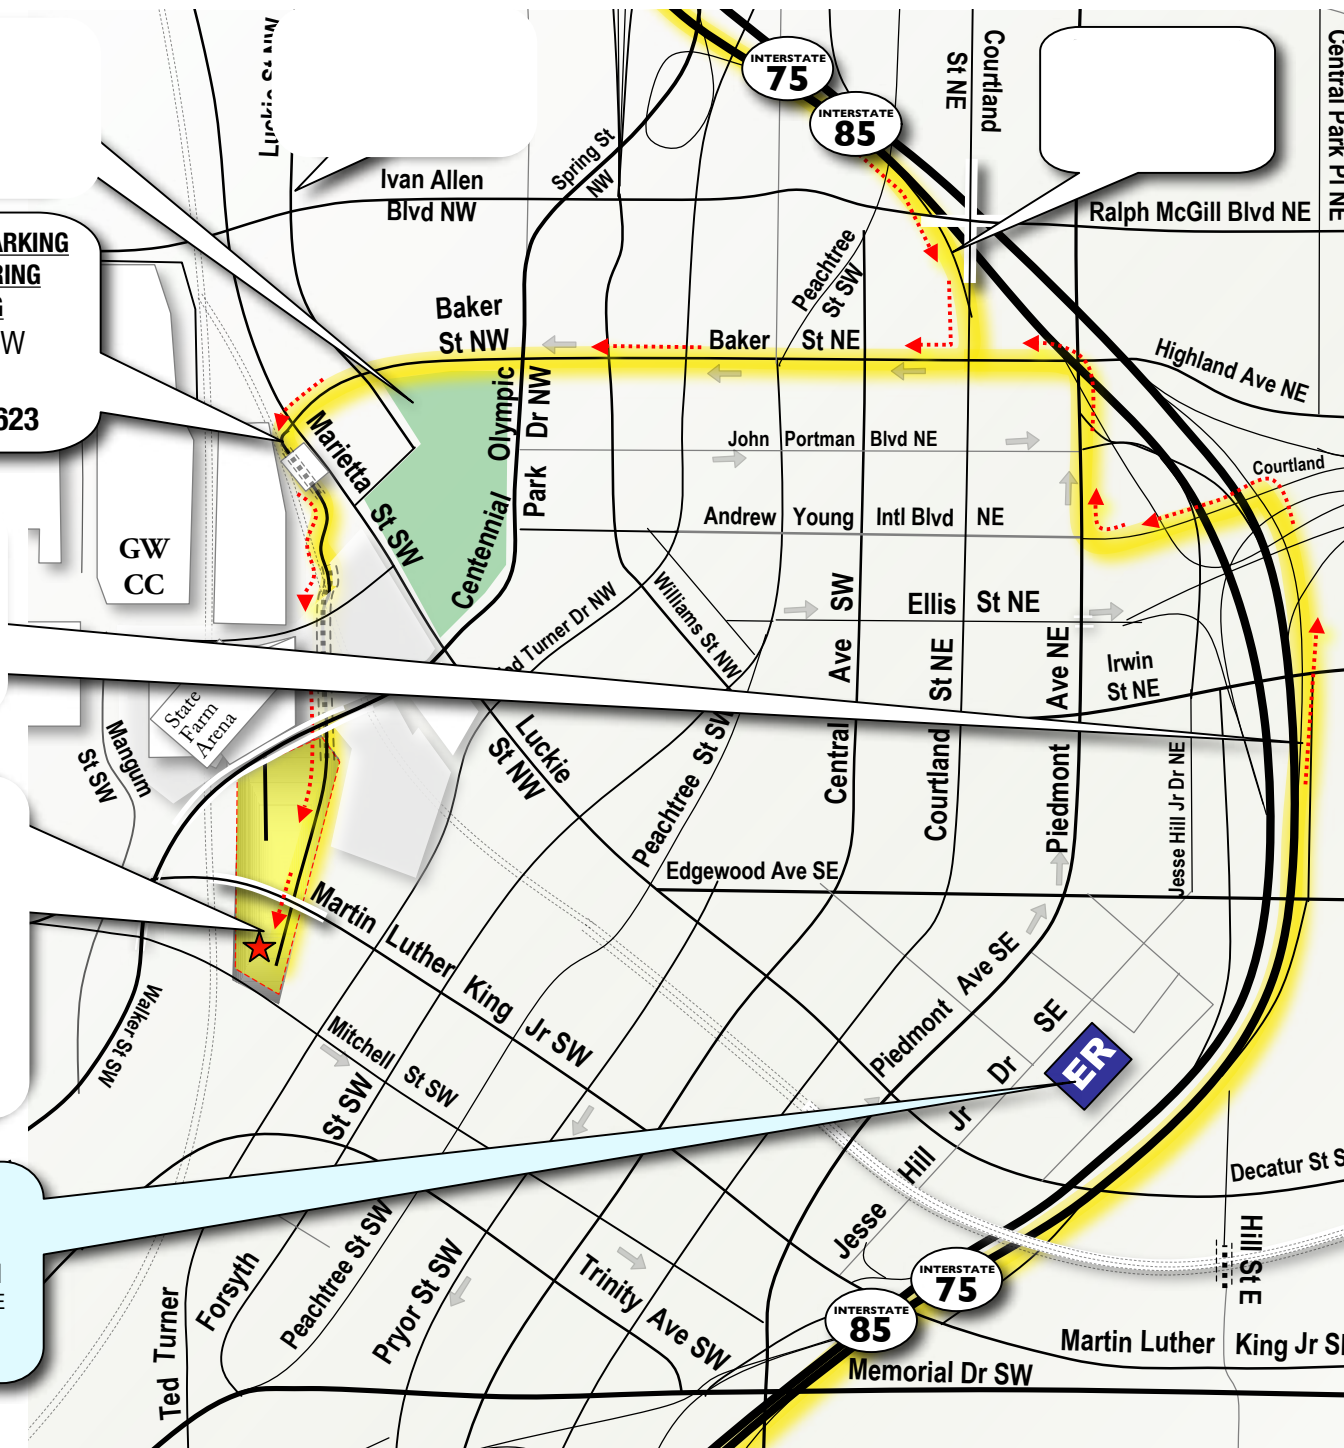 Luckie St NW
INTERSTATE
75
INTERSTATE
85
Courtland
St NE
Central Park Pl NE
Ivan Allen
Blvd NW
Spring St
NW
Ralph McGill Blvd NE
ARKING
RING
G
W
623
Peachtree
St SW
Baker
St NW
Baker St NE
Highland Ave NE
Olympic
Dr NW
Centennial
Park
Marietta
St SW
John Portman Blvd NE
Courtland
Andrew Young Intl Blvd NE
GW
CC
Williams St NW
ed Turner Dr NW
Ellis St NE
Irwin
St NE
Central Ave SW
Courtland St NE
Piedmont Ave NE
Jesse Hill Jr Dr NE
State
Farm
Arena
Mangum
St SW
Luckie
St NW
Peachtree St SW
Edgewood Ave SE
Martin Luther King Jr SW
Piedmont Ave SE
Walker St SW
Mitchell St SW
ER
Jesse Hill Jr Dr SE
Decatur St S
Hill St E
E
Ted Turner
Forsyth St SW
Peachtree St SW
Pryor St SW
Trinity Ave SW
INTERSTATE
75
INTERSTATE
85
Martin Luther King Jr S
Memorial Dr SW